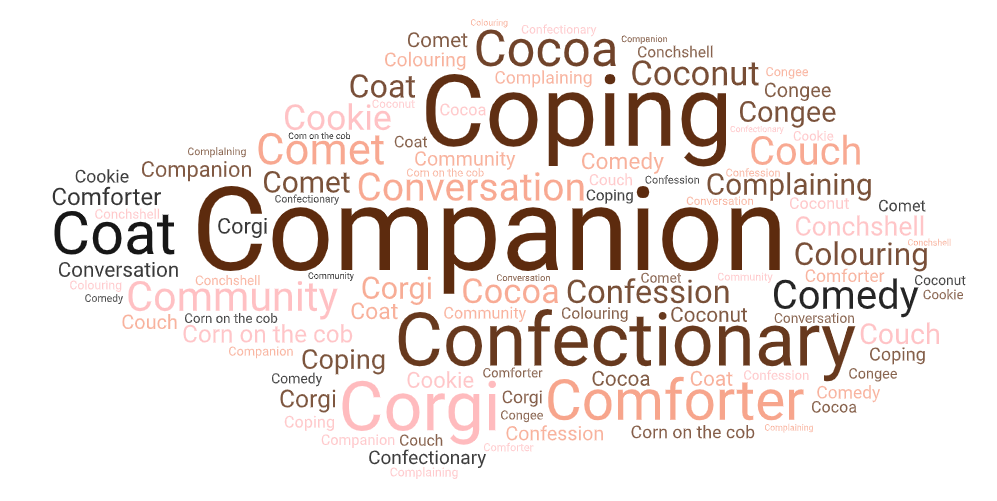 Colouring
Confectionary
Comet Cocoa Companion
Conchshell
Colouring Complaining Coconut Congee
Coat Coping Congee
Cookie Coconut Cocoa Congee
Corn on the cob Confectionary Cookie
Comet Coat Couch
Complaining Community Comedy
Companion Corn on the cob Confession
Cookie Comet Conversation Couch Confession Complaining
Comforter Confectionary Coping Conversation Coconut Comet
Conchshell Corgi Companion Conchshell
Coat Conchshell
Conversation Colouring
Colouring Conchshell Community Conversation Comet Community Comforter Coconut
Comedy Community Corgi Cocoa Confession Comedy Cookie
Couch Corn on the cob Coat Community Colouring Coconut Conversation
Corn on the cob Confectionary Couch
Companion Coping Coping
Comedy Cookie Comforter Cocoa Coat Confession Congee
Corgi Corgi Corgi Comforter Comedy
Coping Congee Cocoa
Companion Couch Confession Corn on the cob Complaining
Confectionary Comforter
Complaining